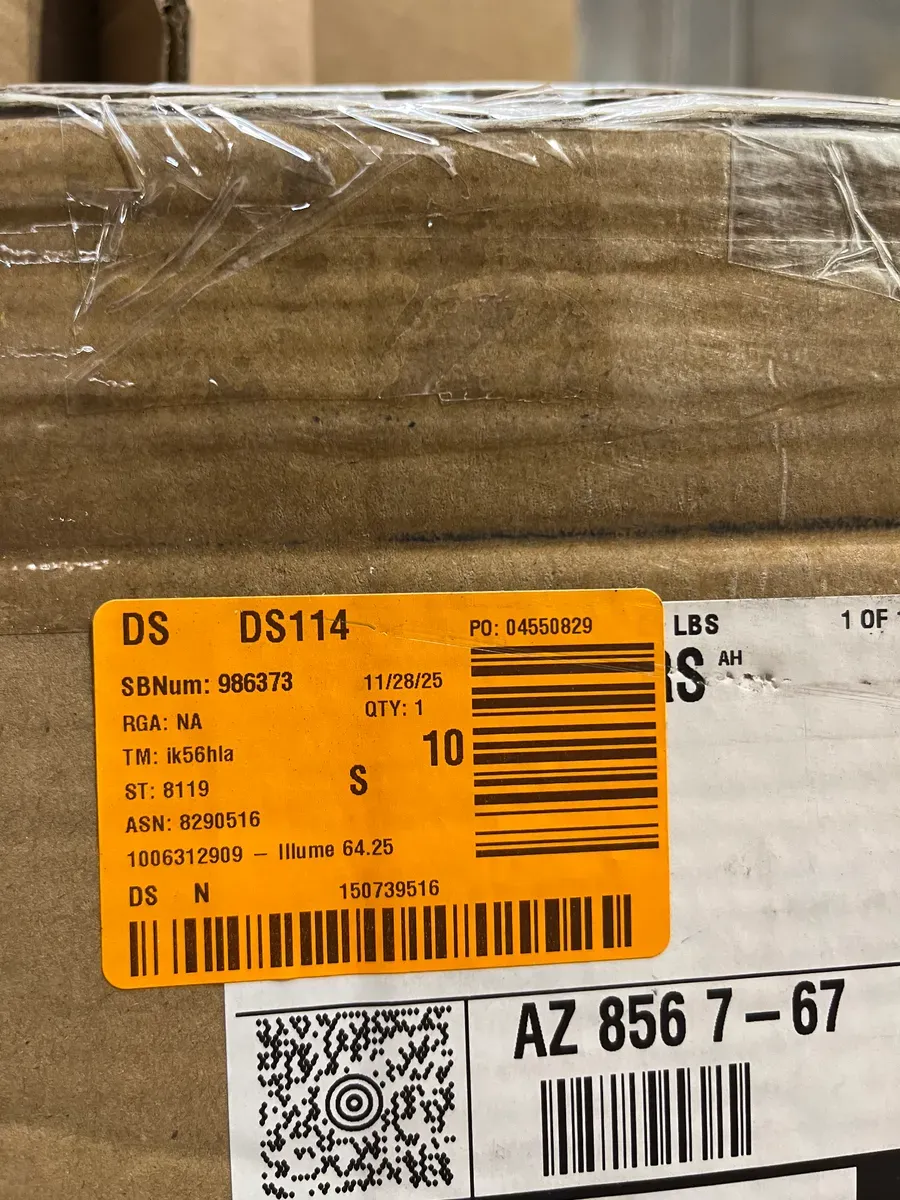 DS DS114 PO: 04550829
SBNum: 986373 11/28/25
QTY: 1
RGA: NA
TM: ik56hla
10
ST: 8119 S
ASN: 8290516
1006312909 – Illume 64.25
DS N 150739516
LBS 1 OF
AH
AZ 856 7–67